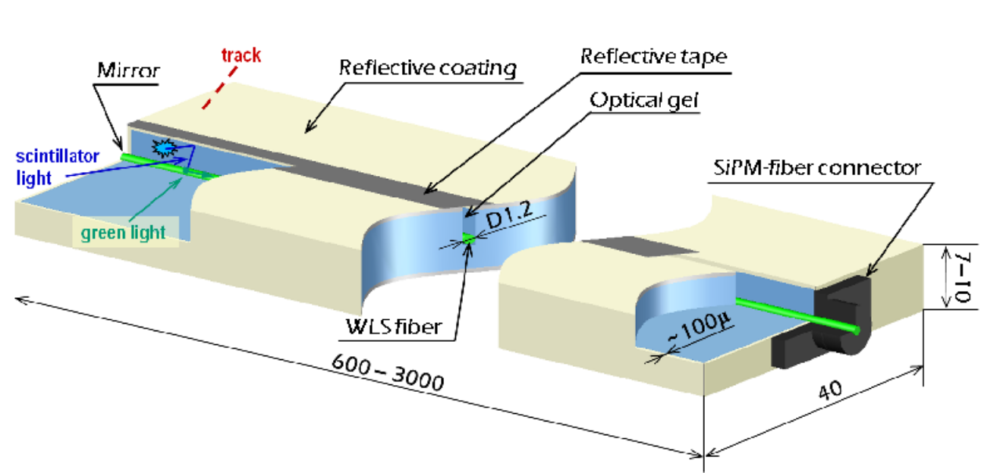 track
Mirror
Reflective coating
Reflective tape
Optical gel
scintillator
light
SiPM-fiber connector
green light
D1.2
7–10
WLS fiber
~100μ
600 – 3000
40